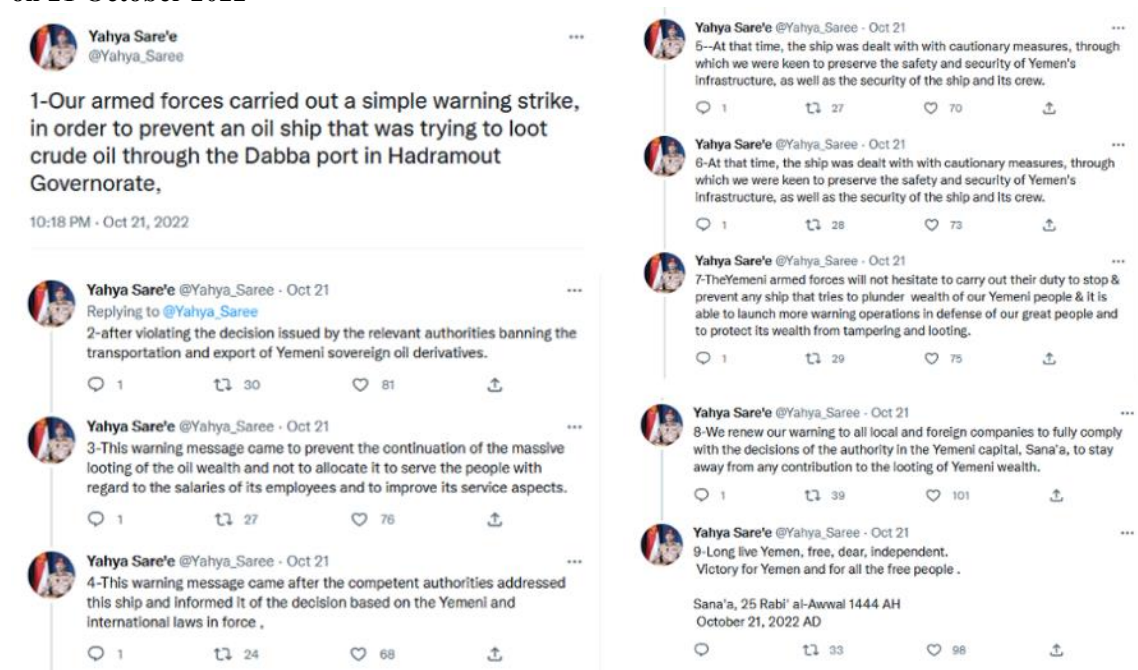 on 21 October 2022
Yahya Sare'e
@Yahya_Saree
1-Our armed forces carried out a simple warning strike,
in order to prevent an oil ship that was trying to loot
crude oil through the Dabba port in Hadramout
Governorate,
10:18 PM · Oct 21, 2022
Yahya Sare'e @Yahya_Saree · Oct 21
Replying to @Yahya_Saree
2-after violating the decision issued by the relevant authorities banning the
transportation and export of Yemeni sovereign oil derivatives.
1 30 81
Yahya Sare'e @Yahya_Saree · Oct 21
3-This warning message came to prevent the continuation of the massive
looting of the oil wealth and not to allocate it to serve the people with
regard to the salaries of its employees and to improve its service aspects.
1 27 76
Yahya Sare'e @Yahya_Saree · Oct 21
4-This warning message came after the competent authorities addressed
this ship and informed it of the decision based on the Yemeni and
international laws in force ,
1 24 68
Yahya Sare'e @Yahya_Saree · Oct 21
5--At that time, the ship was dealt with with cautionary measures, through
which we were keen to preserve the safety and security of Yemen's
infrastructure, as well as the security of the ship and its crew.
1 27 70
Yahya Sare'e @Yahya_Saree · Oct 21
6-At that time, the ship was dealt with with cautionary measures, through
which we were keen to preserve the safety and security of Yemen's
infrastructure, as well as the security of the ship and its crew.
1 28 73
Yahya Sare'e @Yahya_Saree · Oct 21
7-TheYemeni armed forces will not hesitate to carry out their duty to stop &
prevent any ship that tries to plunder wealth of our Yemeni people & it is
able to launch more warning operations in defense of our great people and
to protect its wealth from tampering and looting.
1 29 75
Yahya Sare'e @Yahya_Saree · Oct 21
8-We renew our warning to all local and foreign companies to fully comply
with the decisions of the authority in the Yemeni capital, Sana'a, to stay
away from any contribution to the looting of Yemeni wealth.
1 39 101
Yahya Sare'e @Yahya_Saree · Oct 21
9-Long live Yemen, free, dear, independent.
Victory for Yemen and for all the free people .
Sana'a, 25 Rabi' al-Awwal 1444 AH
October 21, 2022 AD
33 98